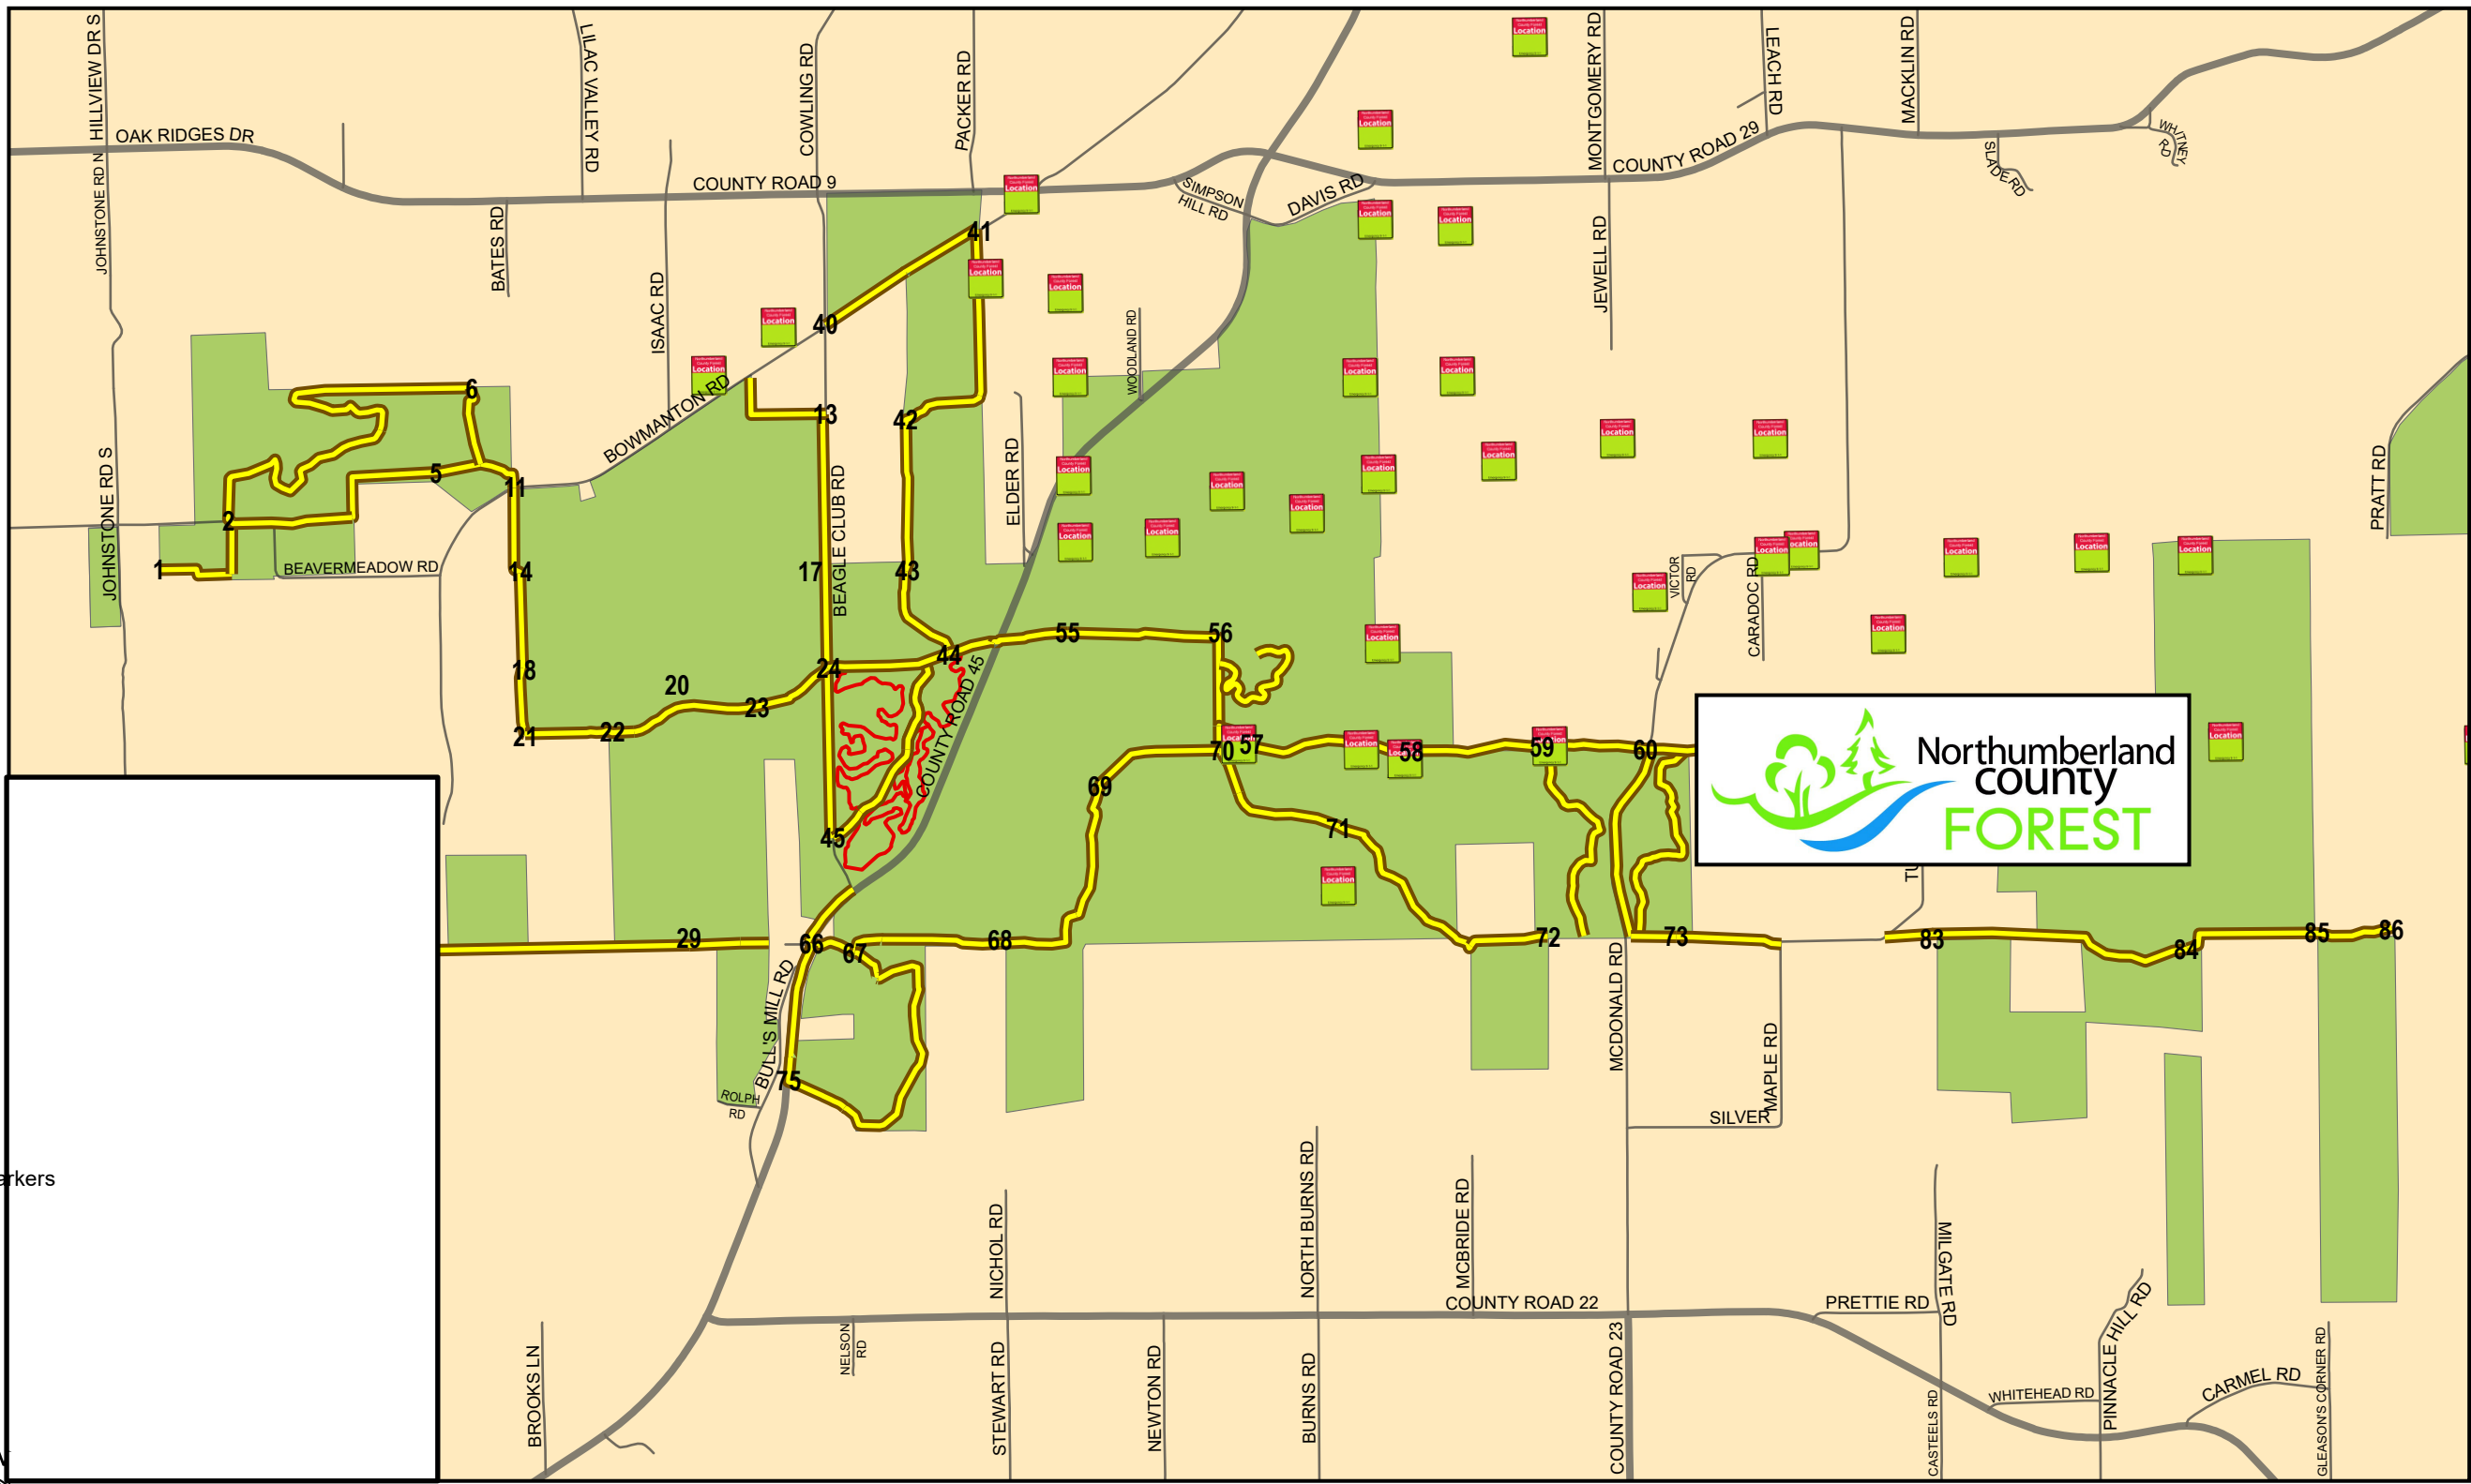 HILLVIEW DR S
JOHNSTONE RD N
OAK RIDGES DR
LILAC VALLEY RD
COWLING RD
PACKER RD
MONTGOMERY RD
LEACH RD
MACKLIN RD
COUNTY ROAD 29
COUNTY ROAD 9
SIMPSON
HILL RD
DAVIS RD
SLADE RD
WHITNEY
RD
BATES RD
ISAAC RD
JEWELL RD
WOODLAND RD
ELDER RD
BOWMANTON RD
BEAGLE CLUB RD
JOHNSTONE RD S
BEAVERMEADOW RD
PRATT RD
VICTOR
RD
CARADOC RD
COUNTY ROAD 45
Northumberland
County Forest
Location
41
40
6
13
42
5
11
2
1
14
17
43
18
20
24
44
55
56
21
22
23
45
70
57
58
59
60
69
71
Northumberland
county
FOREST
TU
29
66
67
68
72
73
83
84
85
86
75
BULL'S MILL RD
ROLPH
RD
MCDONALD RD
MAPLE RD
SILVER
arkers
NICHOL RD
NORTH BURNS RD
MCBRIDE RD
MILGATE RD
COUNTY ROAD 22
PRETTIE RD
PINNACLE HILL RD
BROOKS LN
NELSON
RD
STEWART RD
NEWTON RD
BURNS RD
COUNTY ROAD 23
CASTEELS RD
WHITEHEAD RD
CARMEL RD
GLEASON'S CORNER RD